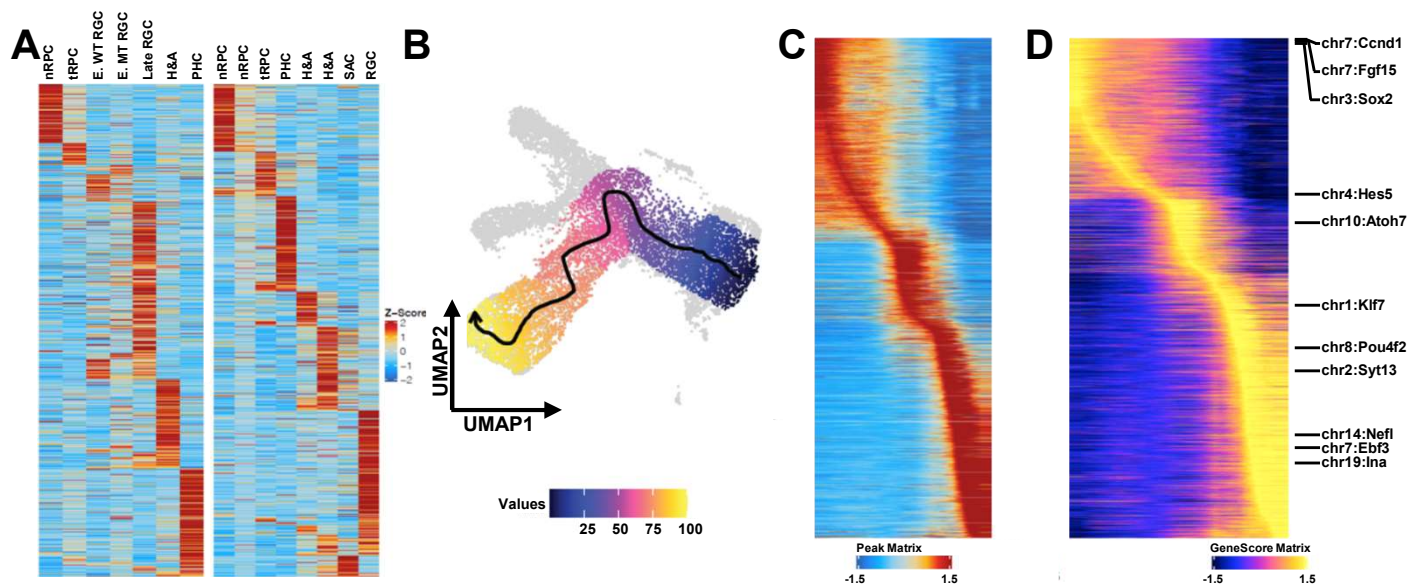 A
nRPC
tRPC
E. WT RGC
E. MT RGC
Late RGC
H&A
PHC
nRPC
nRPC
tRPC
PHC
H&A
H&A
SAC
RGC
Z-Score
2
1
0
-1
-2
B
UMAP2
UMAP1
Values
25 50 75 100
C
Peak Matrix
-1.5 1.5
D
chr7:Ccnd1
chr7:Fgf15
chr3:Sox2
chr4:Hes5
chr10:Atoh7
chr1:Klf7
chr8:Pou4f2
chr2:Syt13
chr14:Nefl
chr7:Ebf3
chr19:Ina
GeneScore Matrix
-1.5 1.5